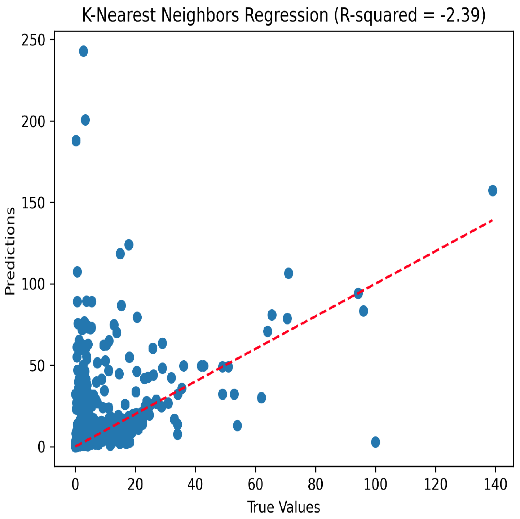 K-Nearest Neighbors Regression (R-squared = -2.39)
250
200
150
100
50
0
Predictions
0 20 40 60 80 100 120 140
True Values